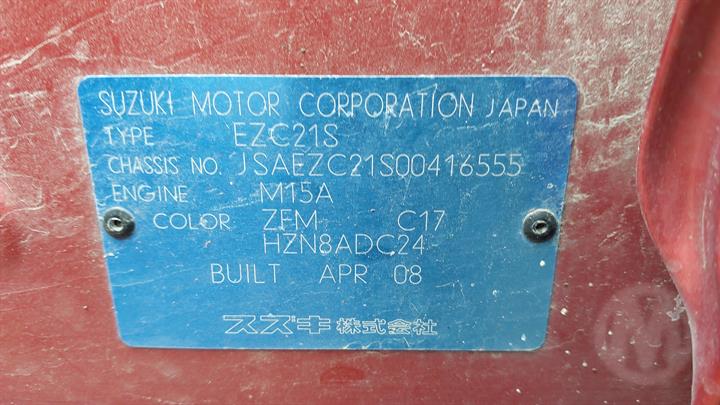 SUZUKI MOTOR CORPORATION JAPAN
TYPE EZC21S
CHASSIS NO. JSAEZC21S00416555
ENGINE M15A
COLOR ZFM C17
HZN8ADC24
BUILT APR 08
スズキ株式会社